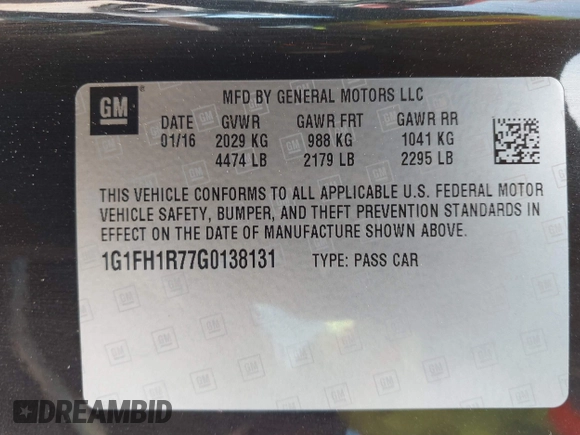 GM
MFD BY GENERAL MOTORS LLC
DATE GVWR GAWR FRT GAWR RR
01/16 2029 KG 988 KG 1041 KG
4474 LB 2179 LB 2295 LB
THIS VEHICLE CONFORMS TO ALL APPLICABLE U.S. FEDERAL MOTOR
VEHICLE SAFETY, BUMPER, AND THEFT PREVENTION STANDARDS IN
EFFECT ON THE DATE OF MANUFACTURE SHOWN ABOVE.
1G1FH1R77G0138131 TYPE: PASS CAR
DREAMBID